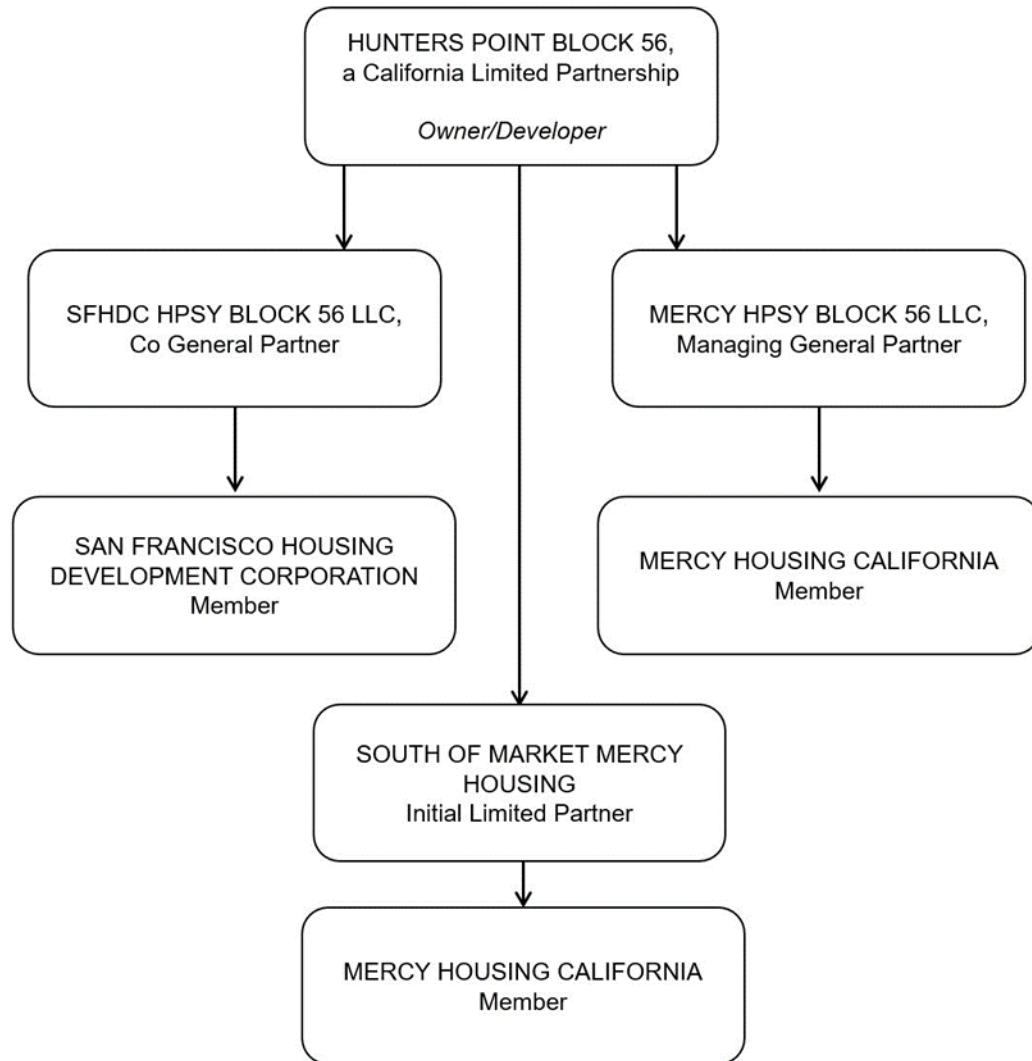 HUNTERS POINT BLOCK 56,
a California Limited Partnership
Owner/Developer
SFHDC HPSY BLOCK 56 LLC,
Co General Partner
MERCY HPSY BLOCK 56 LLC,
Managing General Partner
SAN FRANCISCO HOUSING
DEVELOPMENT CORPORATION
Member
MERCY HOUSING CALIFORNIA
Member
SOUTH OF MARKET MERCY
HOUSING
Initial Limited Partner
MERCY HOUSING CALIFORNIA
Member